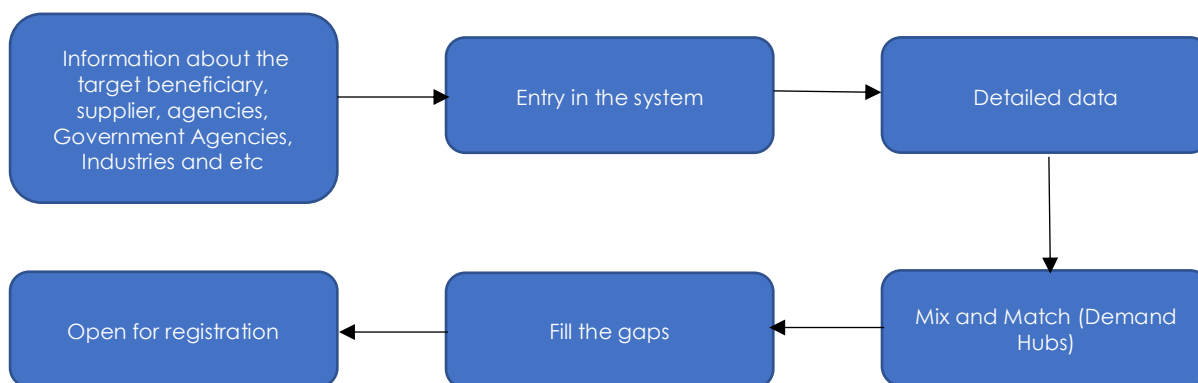 Information about the
target beneficiary,
supplier, agencies,
Government Agencies,
Industries and etc
Entry in the system
Detailed data
Mix and Match (Demand
Hubs)
Fill the gaps
Open for registration